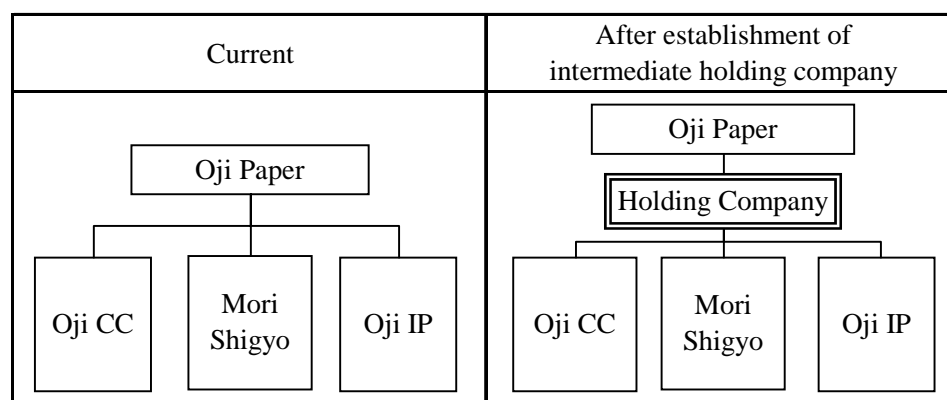 Current
After establishment of
intermediate holding company
Oji Paper
Oji CC
Mori
Shigyo
Oji IP
Oji Paper
Holding Company
Oji CC
Mori
Shigyo
Oji IP